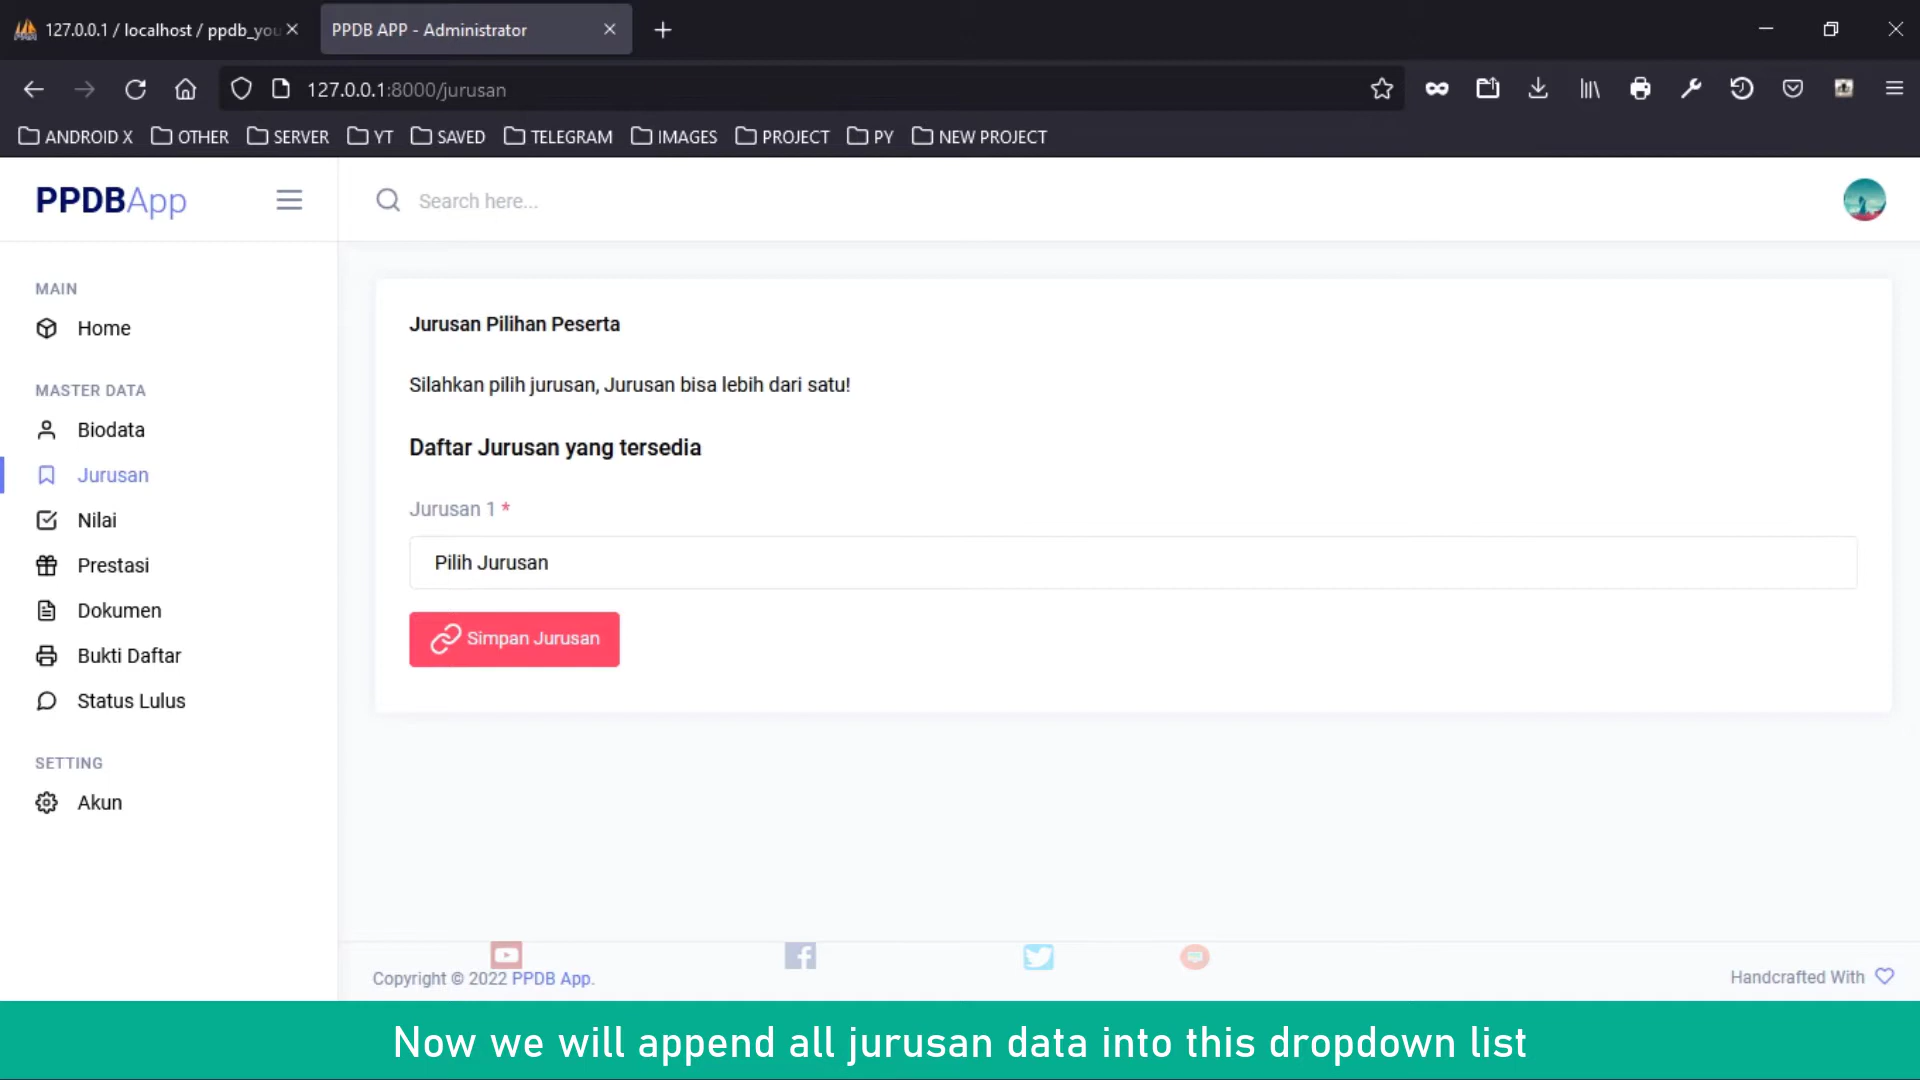 127.0.0.1 / localhost / ppdb_you
PPDB APP - Administrator
127.0.0.1:8000/jurusan
ANDROID X
OTHER
SERVER
YT
SAVED
TELEGRAM
IMAGES
PROJECT
PY
NEW PROJECT
PPDBApp
Search here...
MAIN
Home
MASTER DATA
Biodata
Jurusan
Nilai
Prestasi
Dokumen
Bukti Daftar
Status Lulus
SETTING
Akun
Jurusan Pilihan Peserta
Silahkan pilih jurusan, Jurusan bisa lebih dari satu!
Daftar Jurusan yang tersedia
Jurusan 1 *
Pilih Jurusan
Simpan Jurusan
Copyright © 2022 PPDB App.
Handcrafted With
Now we will append all jurusan data into this dropdown list